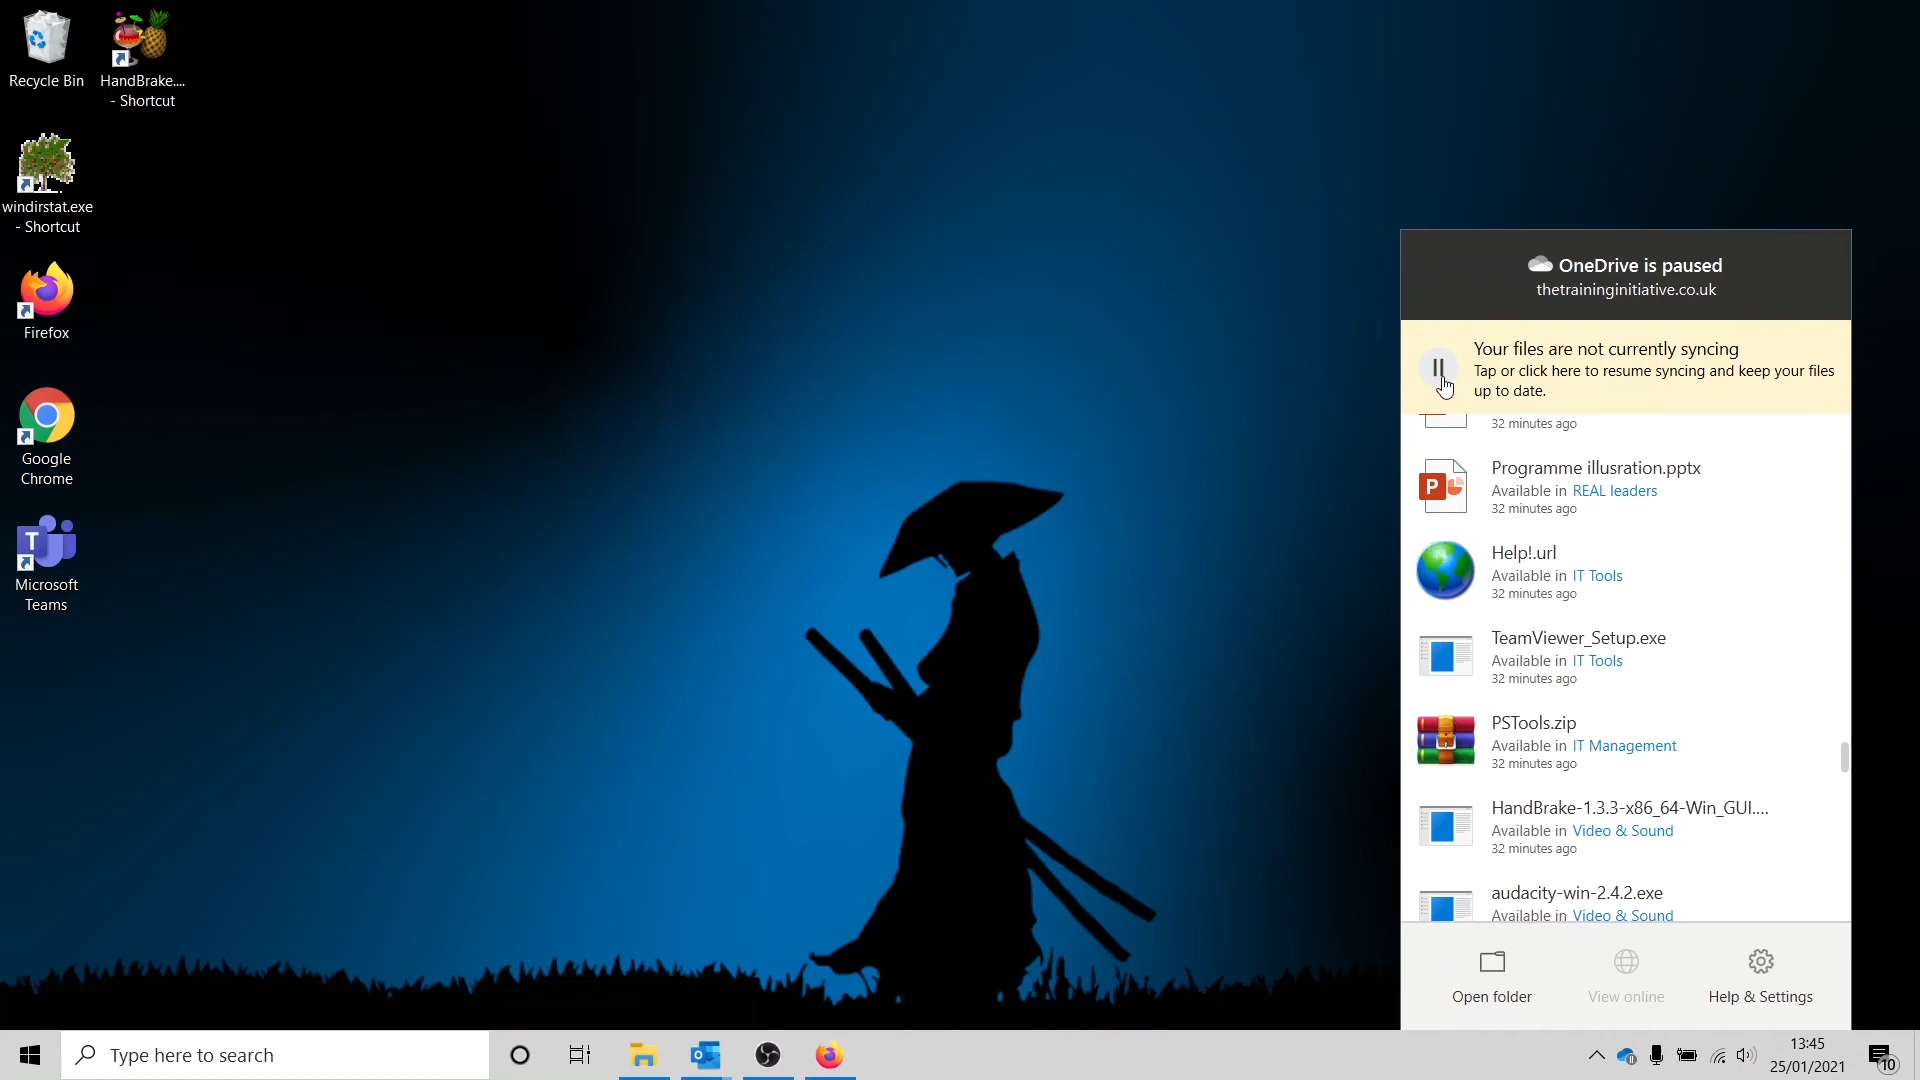 Recycle Bin
HandBrake....
- Shortcut
windirstat.exe
- Shortcut
Firefox
Google
Chrome
T
Microsoft
Teams
OneDrive is paused
thetraininginitiative.co.uk
Your files are not currently syncing
Tap or click here to resume syncing and keep your files
up to date.
32 minutes ago
P
Programme illusration.pptx
Available in REAL leaders
32 minutes ago
Help!.url
Available in IT Tools
32 minutes ago
TeamViewer_Setup.exe
Available in IT Tools
32 minutes ago
PSTools.zip
Available in IT Management
32 minutes ago
HandBrake-1.3.3-x86_64-Win_GUI....
Available in Video & Sound
32 minutes ago
audacity-win-2.4.2.exe
Available in Video & Sound
Open folder
View online
Help & Settings
Type here to search
13:45
25/01/2021
10